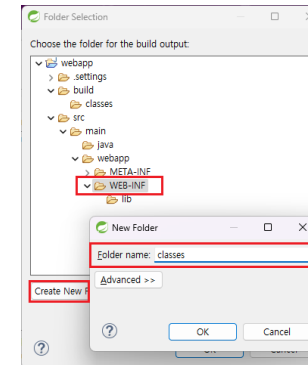 Folder Selection
Choose the folder for the build output:
webapp
.settings
build
classes
src
main
java
webapp
META-INF
WEB-INF
lib
New Folder
Folder name: classes
Advanced >>
Create New
OK
Cancel